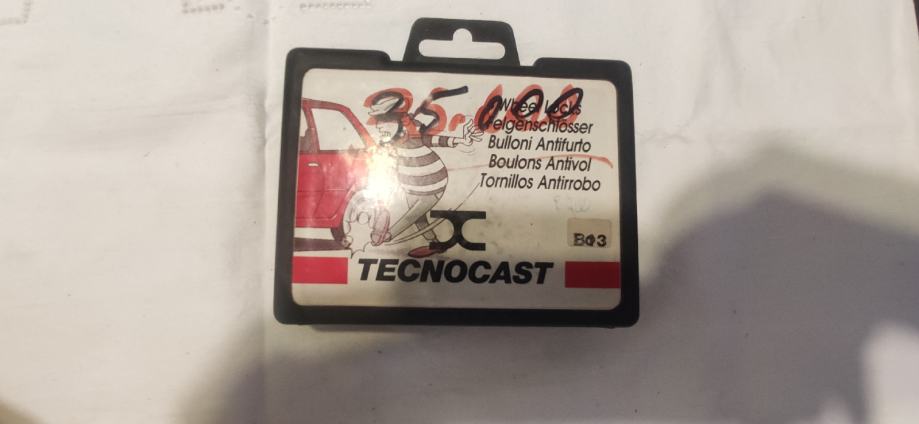 35.000
Wheel Locks
Felgenschlösser
Bulloni Antifurto
Boulons Antivol
Tornillos Antirrobo
B03
TECNOCAST